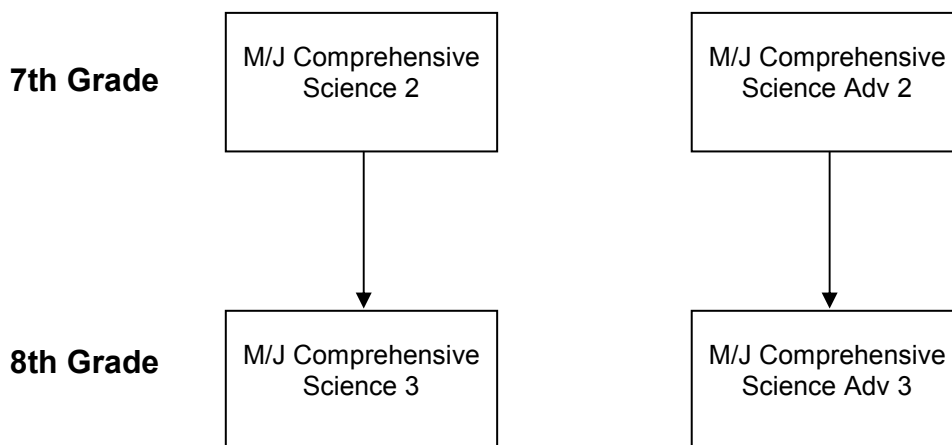 7th Grade
M/J Comprehensive
Science 2
M/J Comprehensive
Science Adv 2
8th Grade
M/J Comprehensive
Science 3
M/J Comprehensive
Science Adv 3